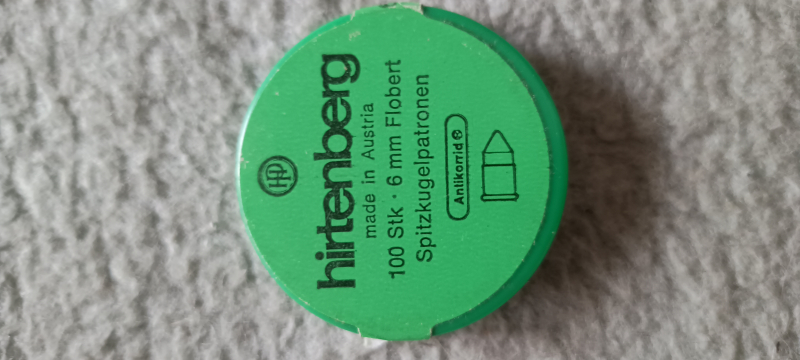 HP
hirtenberg
made in Austria
100 Stk · 6 mm Flobert
Spitzkugelpatronen
Antikorrid ®